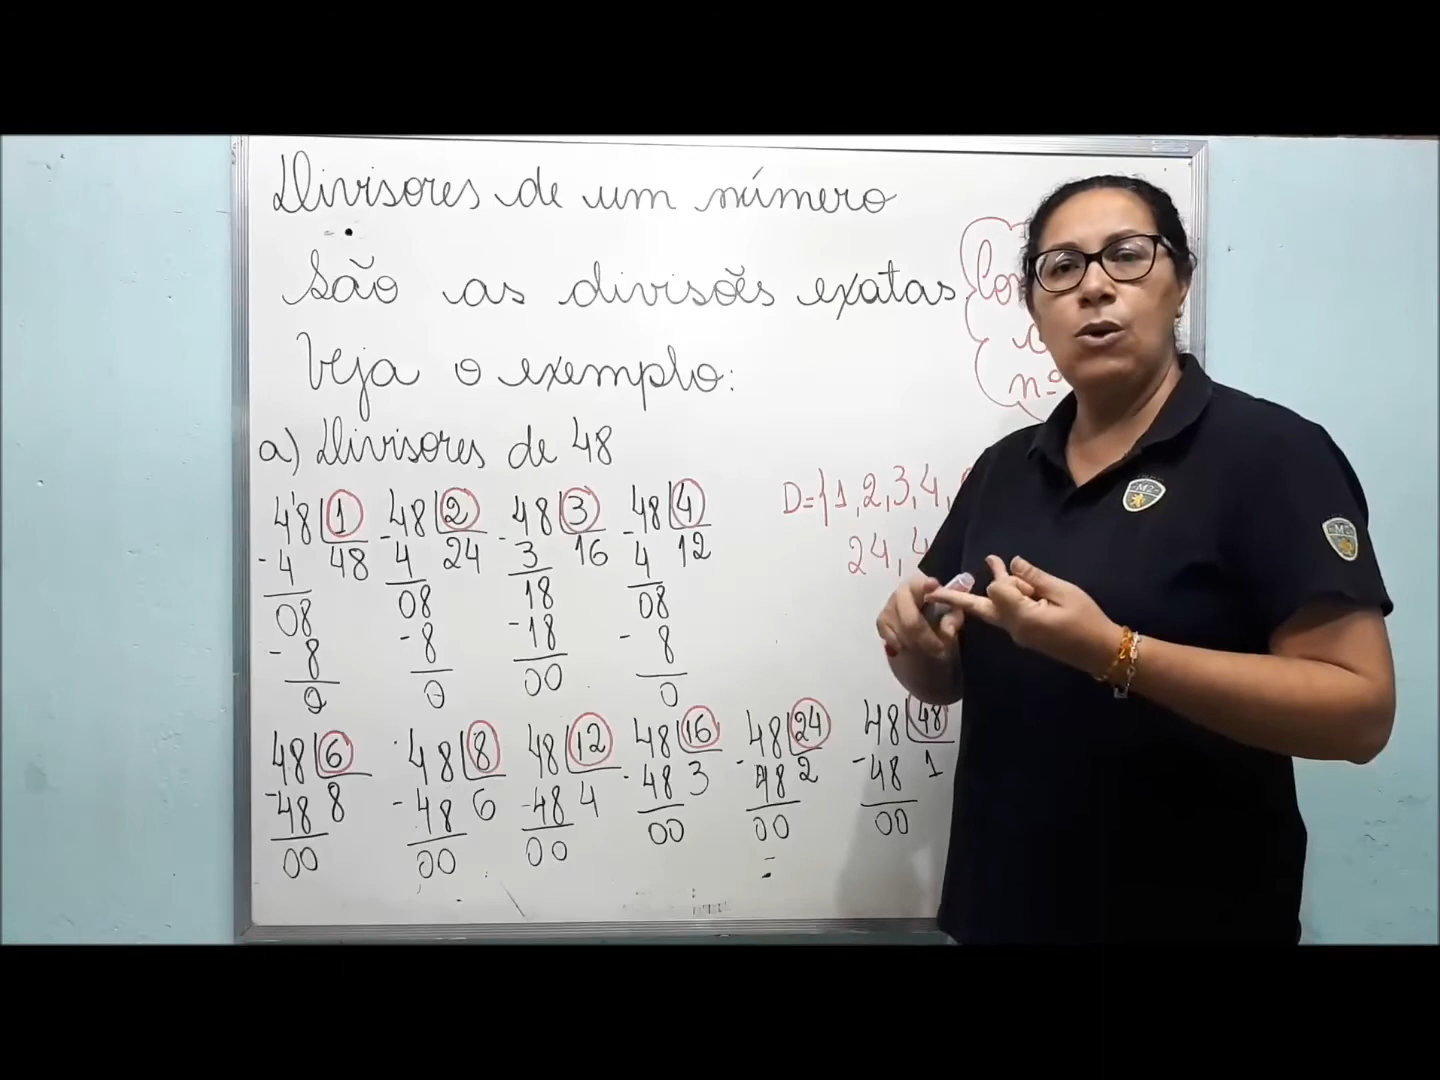 Divisores de um número
São as divisões exatas
Veja o exemplo:
a) Divisores de 48
48 1
- 4 48
08
- 8
0
- 48 2
4 24
08
- 8
0
- 48 3
3 16
18
- 18
00
- 48 4
4 12
08
- 8
0
D={1,2,3,4,
24,4
nº
48 6
- 48 8
00
48 8
- 48 6
00
48 12
- 48 4
00
48 16
- 48 3
00
- 48 24
48 2
00
48 48
- 48 1
00
M2